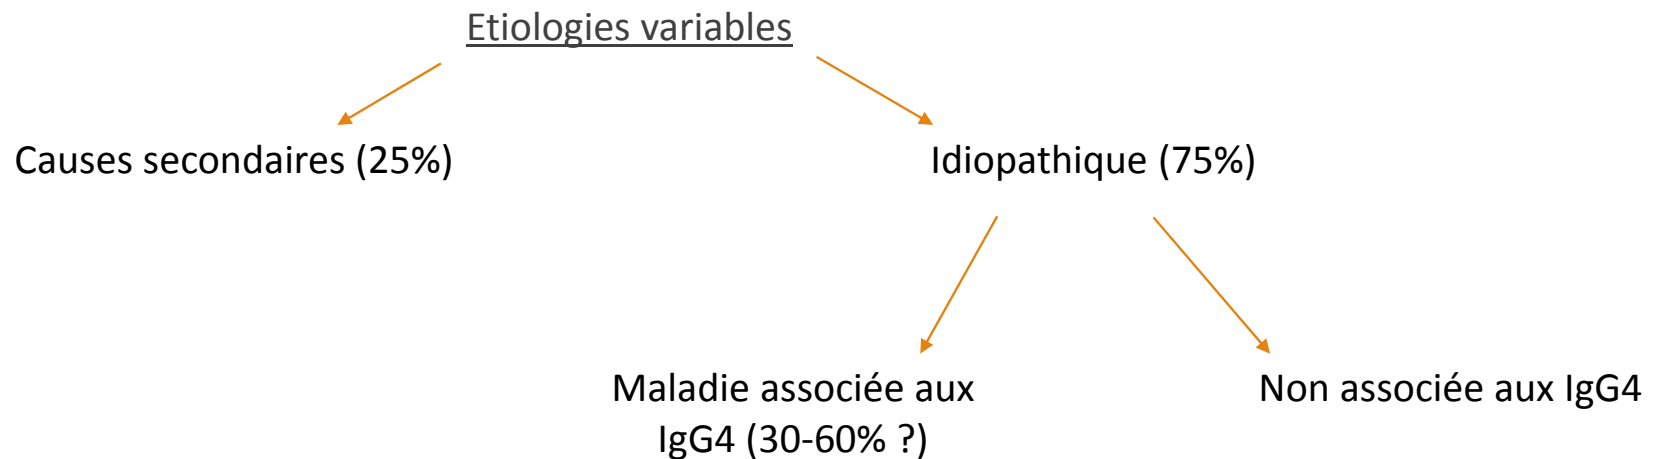 Etiologies variables
Causes secondaires (25%)
Idiopathique (75%)
Maladie associée aux
IgG4 (30-60% ?)
Non associée aux IgG4